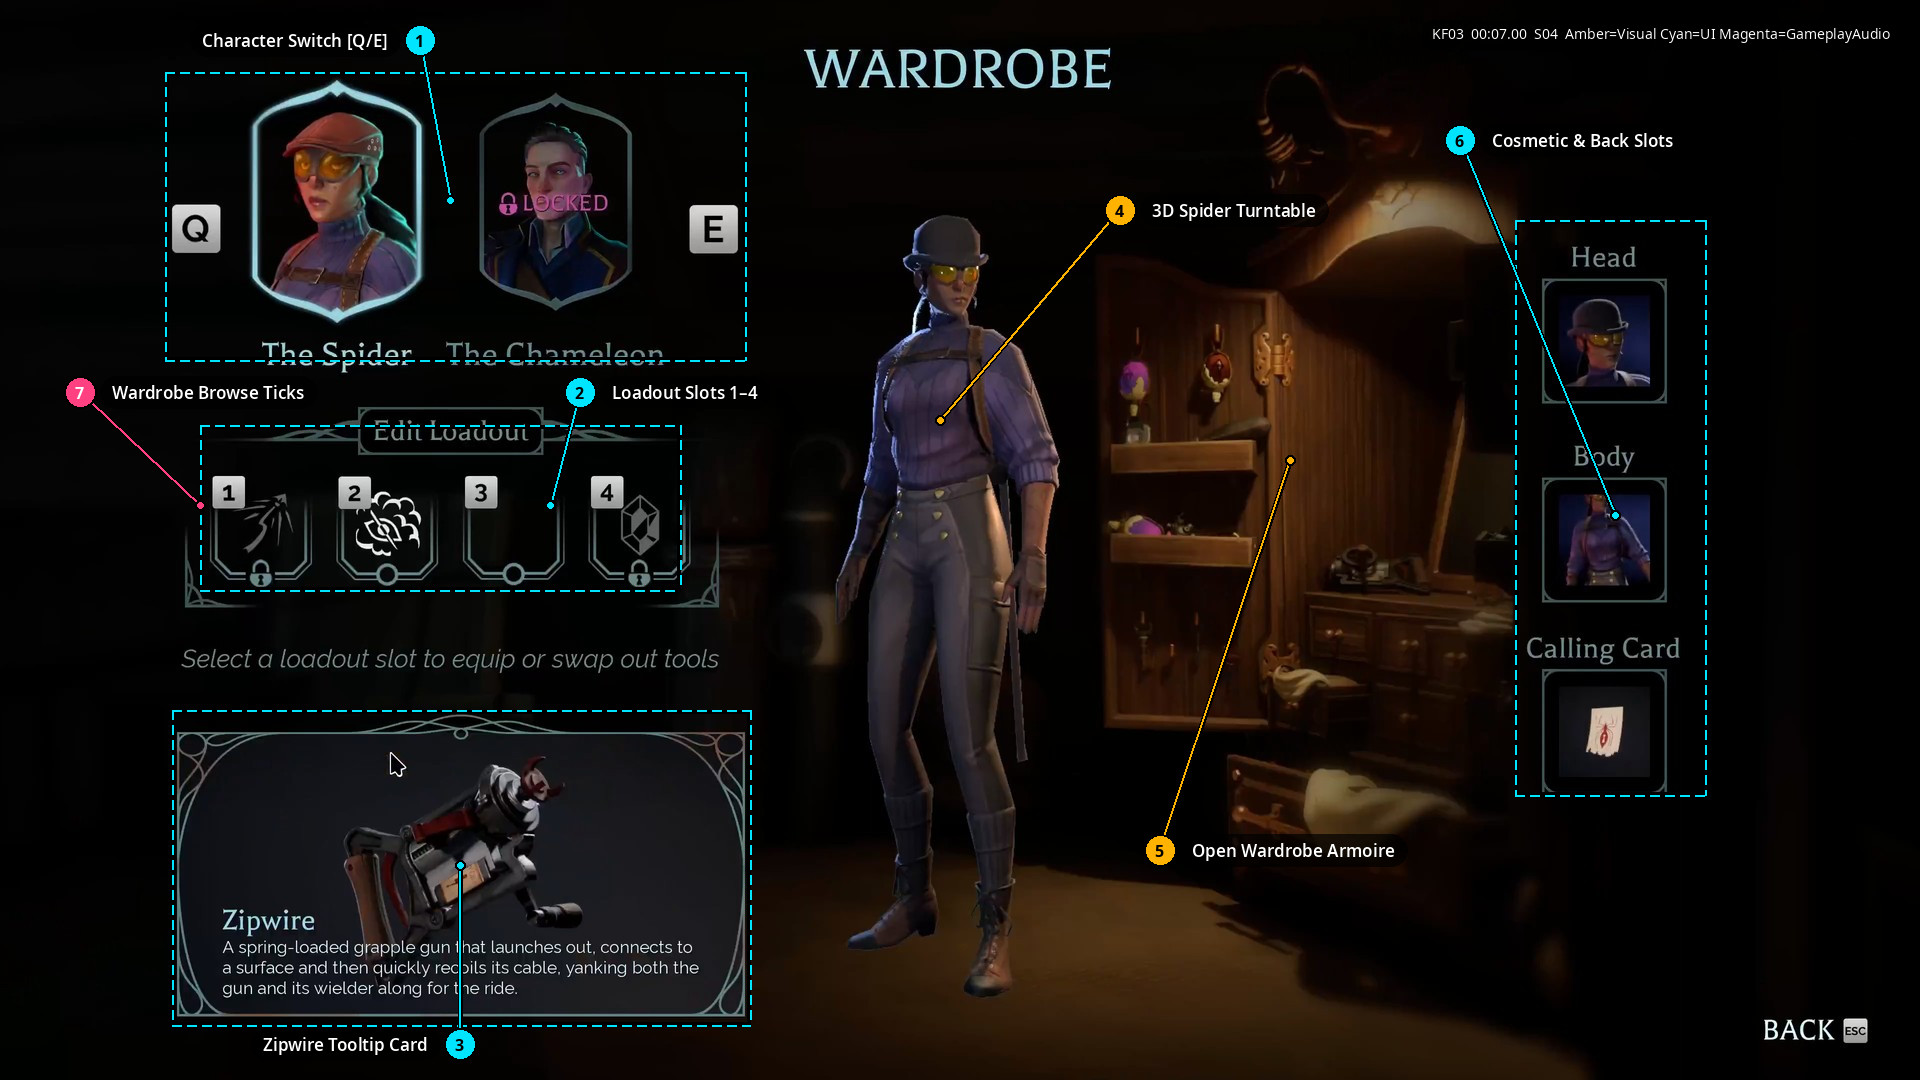 Character Switch [Q/E] 1
KF03 00:07.00 S04 Amber=Visual Cyan=UI Magenta=GameplayAudio
WARDROBE
6 Cosmetic & Back Slots
Q
LOCKED
E
4 3D Spider Turntable
Head
The Spider
The Chameleon
7 Wardrobe Browse Ticks
2 Loadout Slots 1–4
Edit Loadout
Body
1 2 3 4
Select a loadout slot to equip or swap out tools
Calling Card
5 Open Wardrobe Armoire
Zipwire
A spring-loaded grapple gun that launches out, connects to
a surface and then quickly recoils its cable, yanking both the
gun and its wielder along for the ride.
BACK ESC
Zipwire Tooltip Card 3